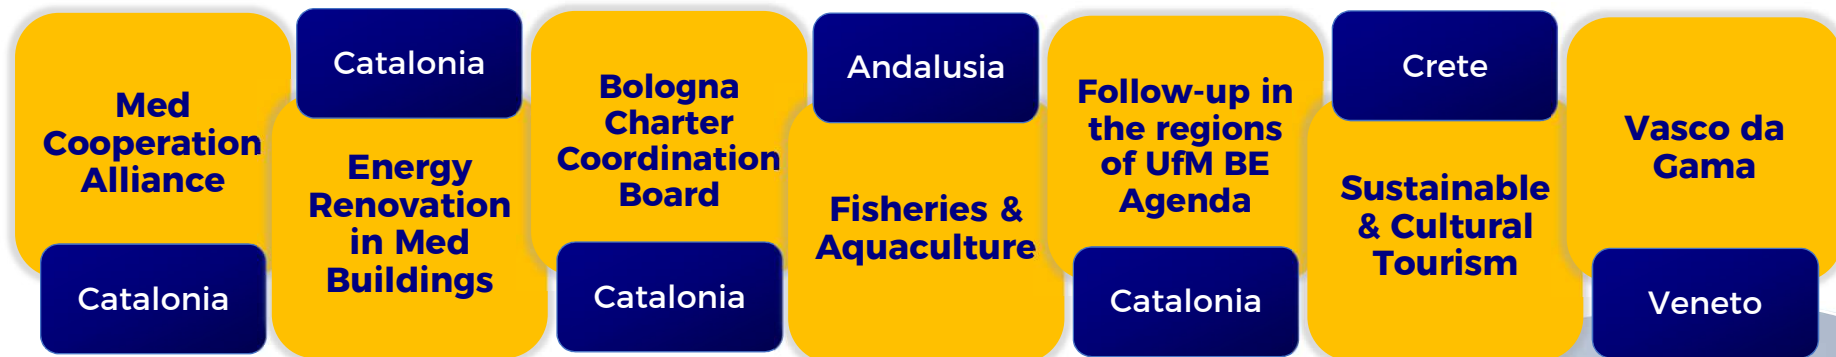 Med
Cooperation
Alliance
Catalonia
Catalonia
Energy
Renovation
in Med
Buildings
Bologna
Charter
Coordination
Board
Catalonia
Andalusia
Fisheries &
Aquaculture
Follow-up in
the regions
of UfM BE
Agenda
Catalonia
Crete
Sustainable
& Cultural
Tourism
Vasco da
Gama
Veneto